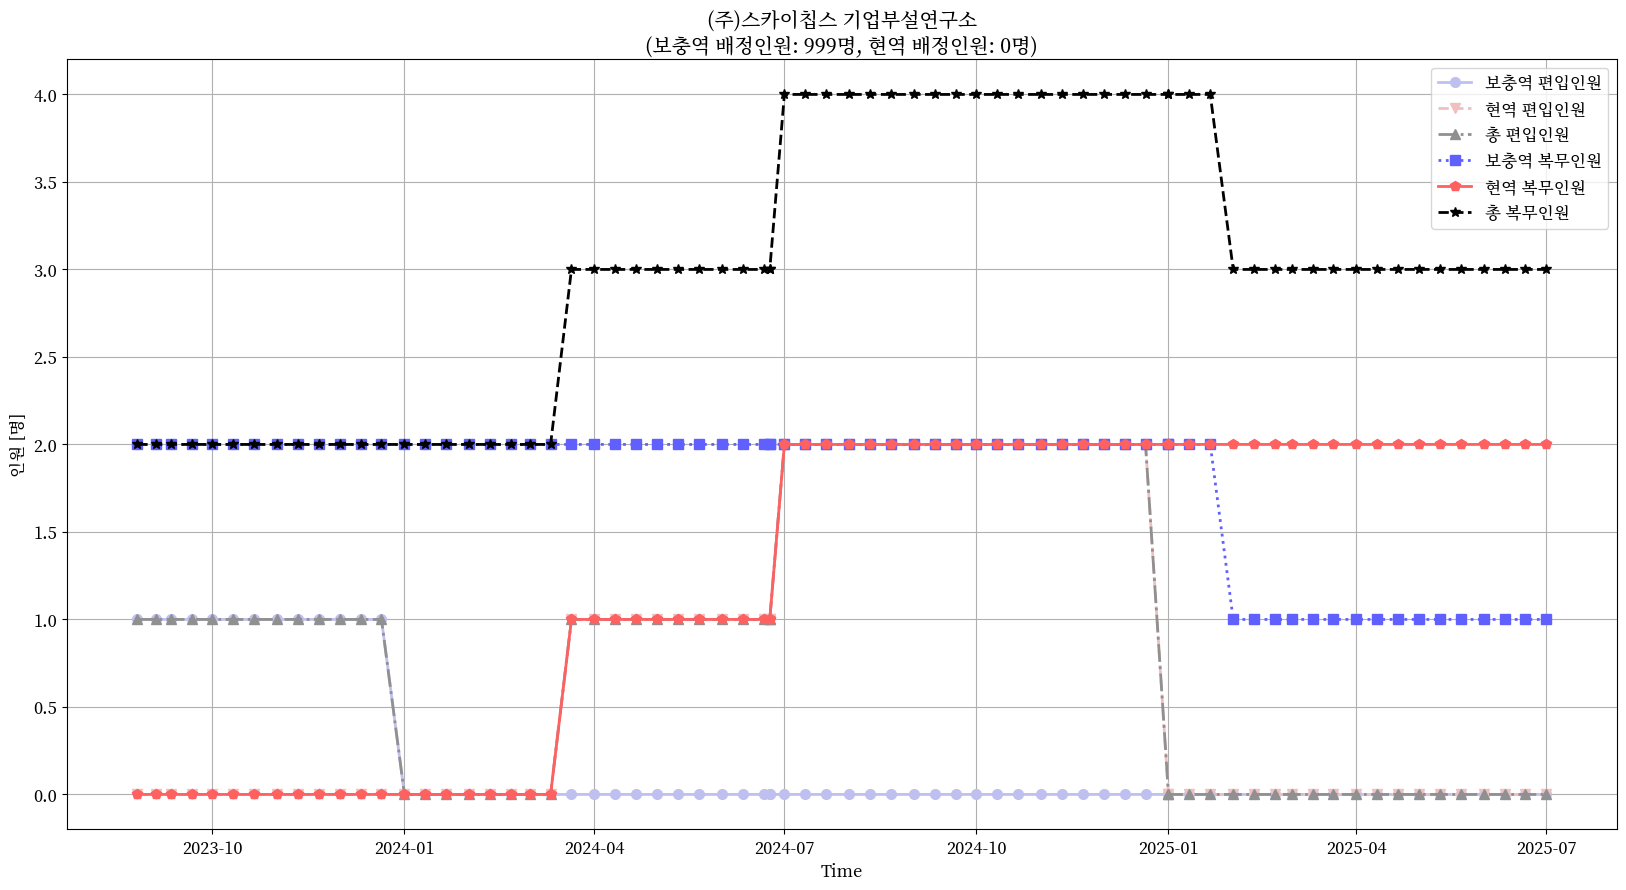 (주)스카이칩스 기업부설연구소
(보충역 배정인원: 999명, 현역 배정인원: 0명)
보충역 편입인원
현역 편입인원
총 편입인원
보충역 복무인원
현역 복무인원
총 복무인원
인원 [명]
4.0
3.5
3.0
2.5
2.0
1.5
1.0
0.5
0.0
2023-10 2024-01 2024-04 2024-07 2024-10 2025-01 2025-04 2025-07
Time